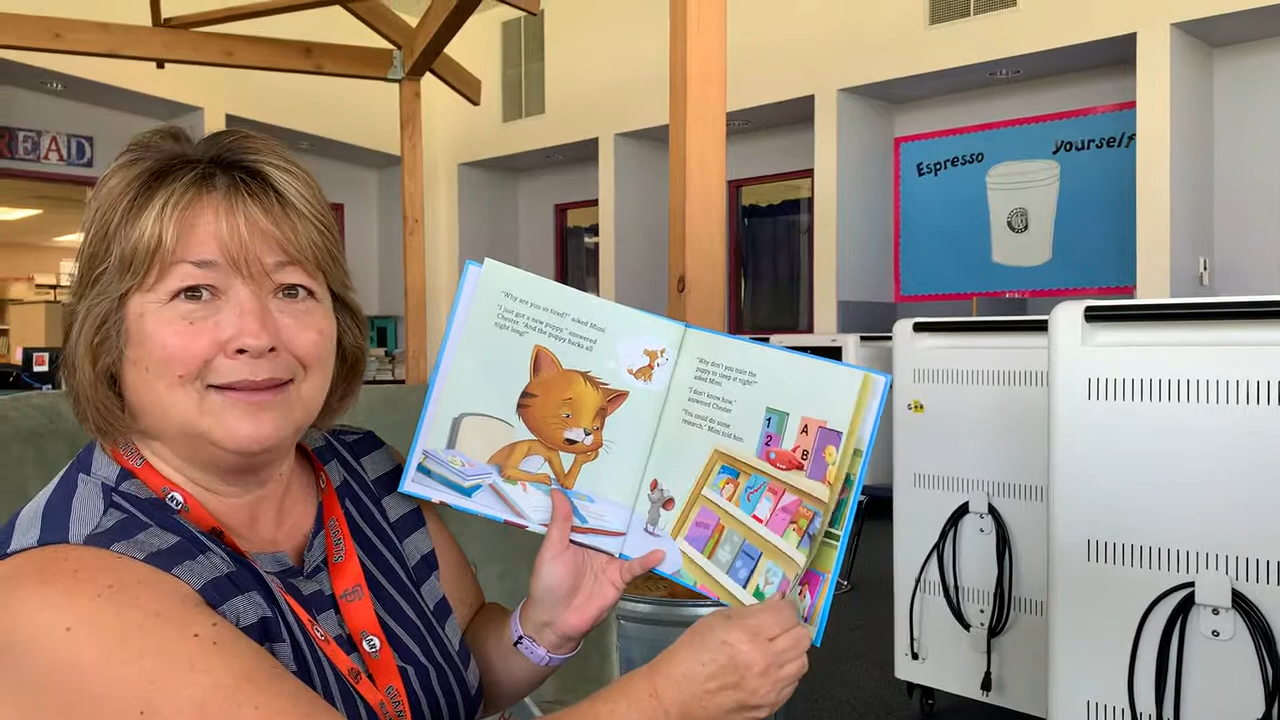 READ
Espresso yourself
"Why are you so tired?" asked Mimi.
"I just got a new puppy," answered
Chester. "And the puppy barks all
night long!"
"Why don't you train the
puppy to sleep at night?"
asked Mimi.
"I don't know how,"
answered Chester.
"You could do some
research," Mimi told him.
1
2
A
B
GIANTS
SF
GIANTS